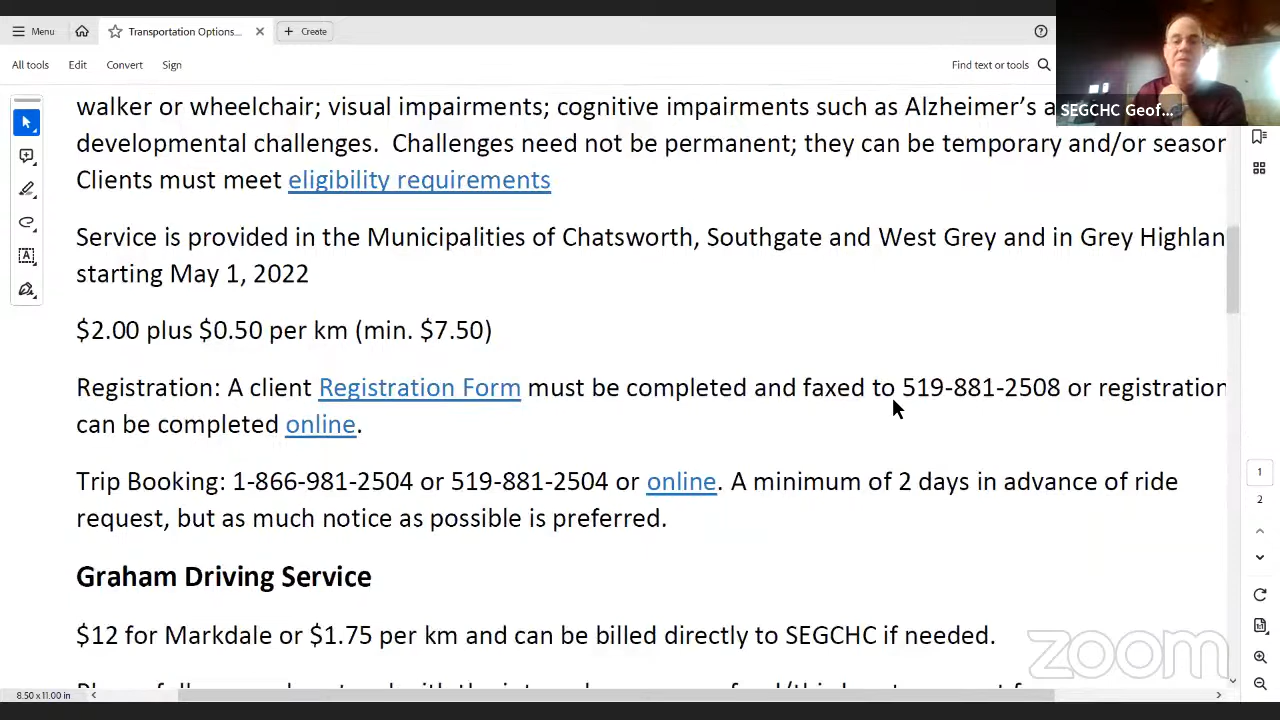 Menu
Transportation Options...
Create
All tools Edit Convert Sign
Find text or tools
SEGCHC Geof...
walker or wheelchair; visual impairments; cognitive impairments such as Alzheimer's a
developmental challenges. Challenges need not be permanent; they can be temporary and/or season
Clients must meet eligibility requirements
Service is provided in the Municipalities of Chatsworth, Southgate and West Grey and in Grey Highlan
starting May 1, 2022
$2.00 plus $0.50 per km (min. $7.50)
Registration: A client Registration Form must be completed and faxed to 519-881-2508 or registration
can be completed online.
Trip Booking: 1-866-981-2504 or 519-881-2504 or online. A minimum of 2 days in advance of ride
request, but as much notice as possible is preferred.
Graham Driving Service
$12 for Markdale or $1.75 per km and can be billed directly to SEGCHC if needed.
zoom
1
2
8.50 x 11.00 in